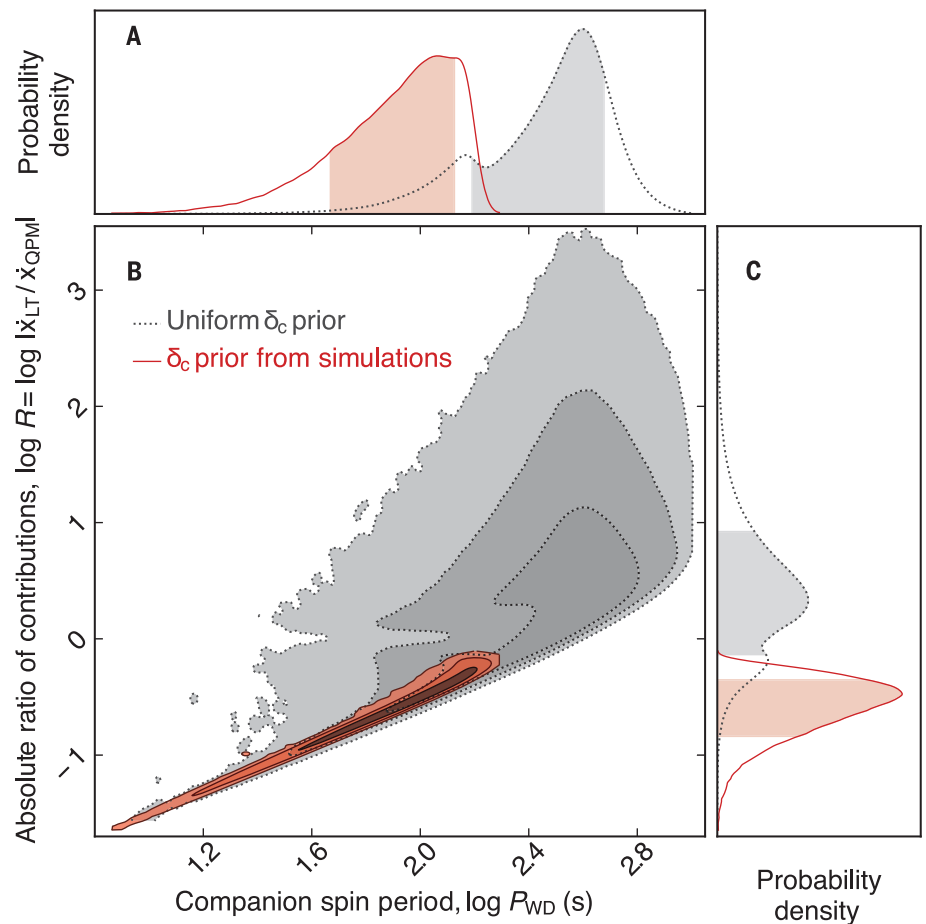 A
Probability
density
B
C
Uniform δc prior
δc prior from simulations
3
2
1
0
−1
Absolute ratio of contributions, log R = log |ẋLT / ẋQPM|
1.2
1.6
2.0
2.4
2.8
Companion spin period, log PWD (s)
Probability
density